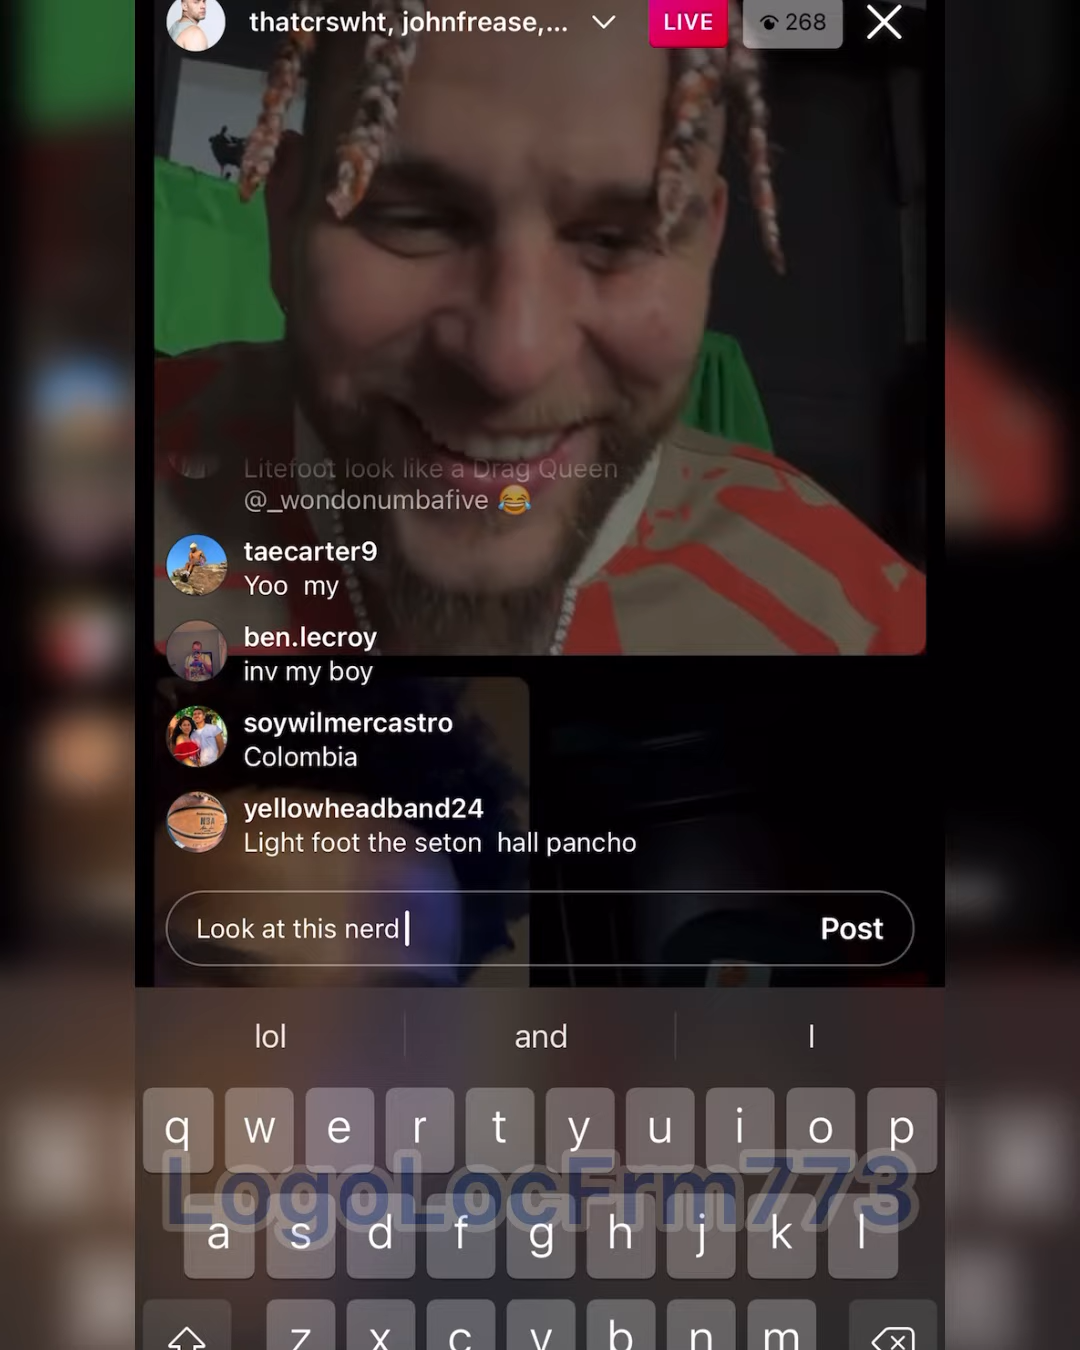 thatcrswht, johnfrease,...
LIVE
268
Litefoot look like a Drag Queen
@_wondonumbafive 😂
taecarter9
Yoo my
ben.lecroy
inv my boy
soywilmercastro
Colombia
yellowheadband24
Light foot the seton hall pancho
Look at this nerd
Post
lol and I
q w e r t y u i o p
LogoLocFrm773
a s d f g h j k l
z x c v b n m